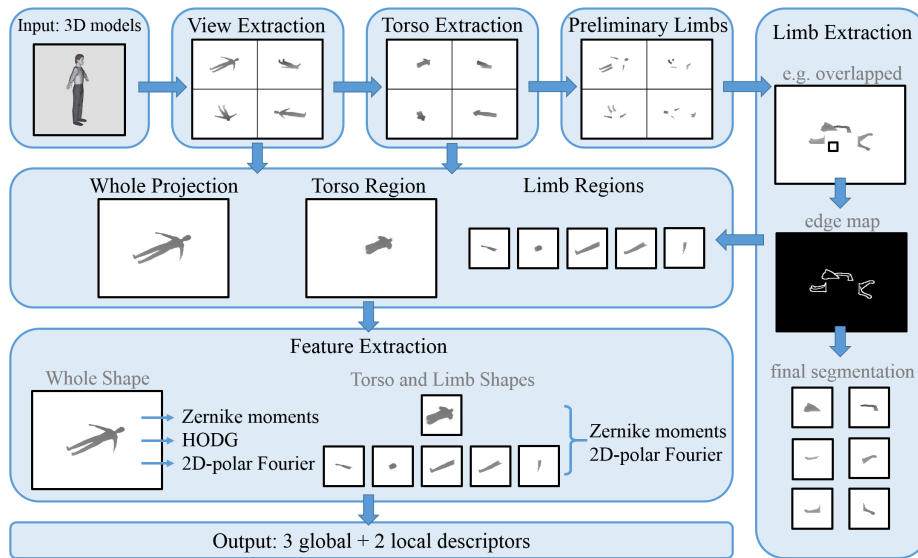 Input: 3D models
View Extraction
Torso Extraction
Preliminary Limbs
Limb Extraction
e.g. overlapped
edge map
final segmentation
Whole Projection
Torso Region
Limb Regions
Feature Extraction
Whole Shape
Zernike moments
HODG
2D-polar Fourier
Torso and Limb Shapes
Zernike moments
2D-polar Fourier
Output: 3 global + 2 local descriptors